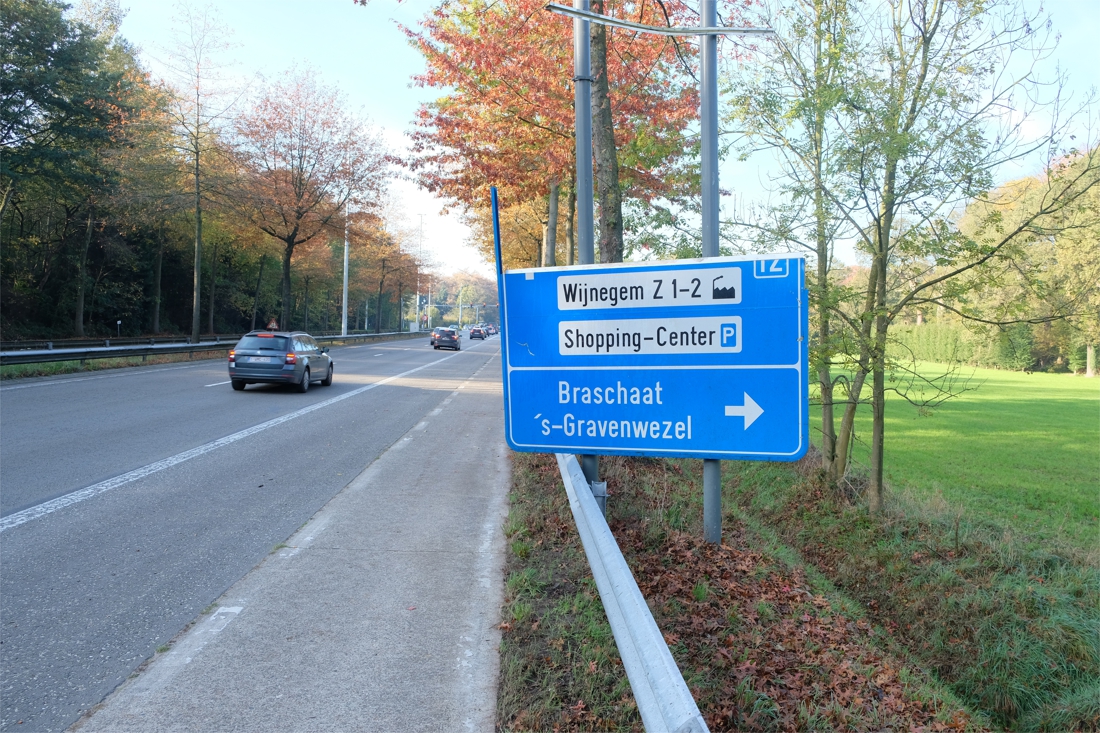 12
Wijnegem Z 1-2
Shopping-Center P
Braschaat
's-Gravenwezel